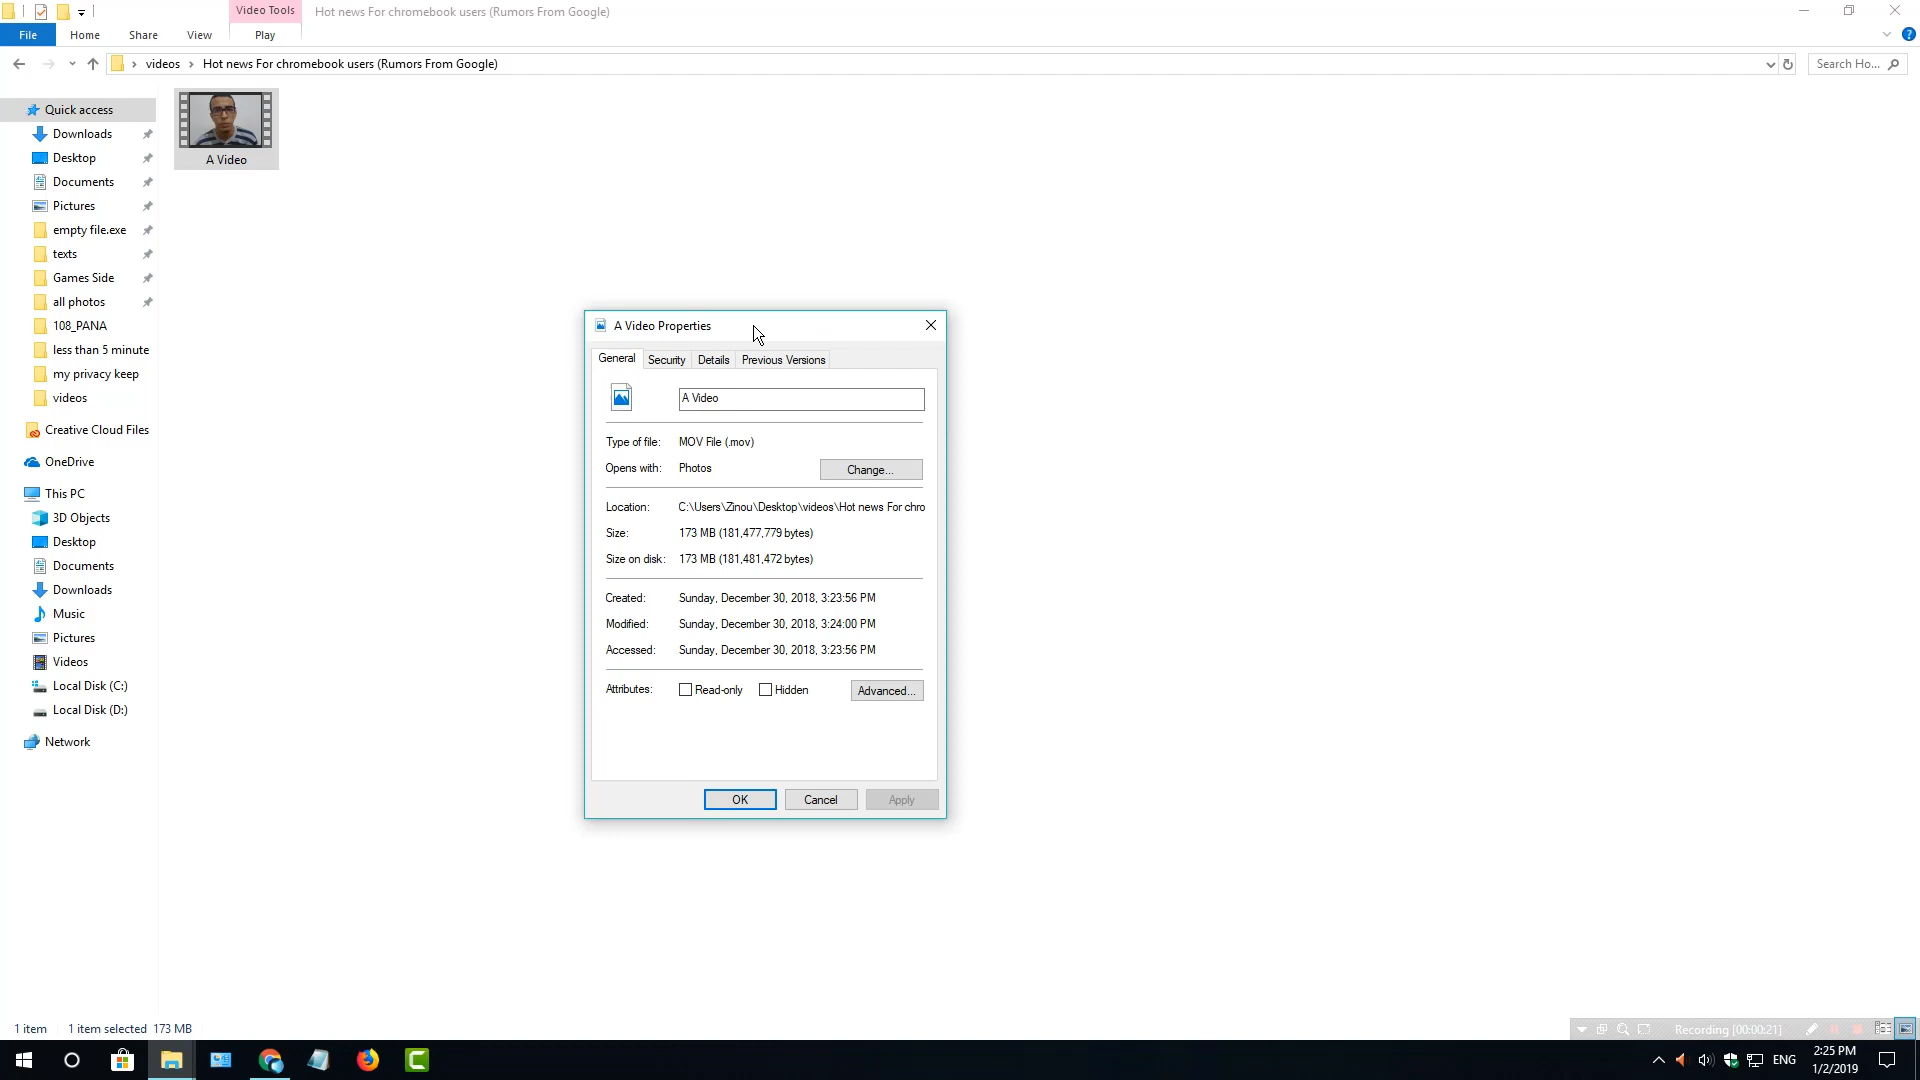 Video Tools
Hot news For chromebook users (Rumors From Google)
File
Home
Share
View
Play
videos
Hot news For chromebook users (Rumors From Google)
Search Ho...
Quick access
Downloads
Desktop
Documents
Pictures
empty file.exe
texts
Games Side
all photos
108_PANA
less than 5 minute
my privacy keep
videos
Creative Cloud Files
OneDrive
This PC
3D Objects
Desktop
Documents
Downloads
Music
Pictures
Videos
Local Disk (C:)
Local Disk (D:)
Network
A Video
A Video Properties
General
Security
Details
Previous Versions
A Video
Type of file: MOV File (.mov)
Opens with: Photos
Change...
Location: C:\Users\Zinou\Desktop\videos\Hot news For chro
Size: 173 MB (181,477,779 bytes)
Size on disk: 173 MB (181,481,472 bytes)
Created: Sunday, December 30, 2018, 3:23:56 PM
Modified: Sunday, December 30, 2018, 3:24:00 PM
Accessed: Sunday, December 30, 2018, 3:23:56 PM
Attributes: Read-only Hidden
Advanced...
OK
Cancel
Apply
1 item
1 item selected 173 MB
Recording [00:00:21]
ENG
2:25 PM
1/2/2019